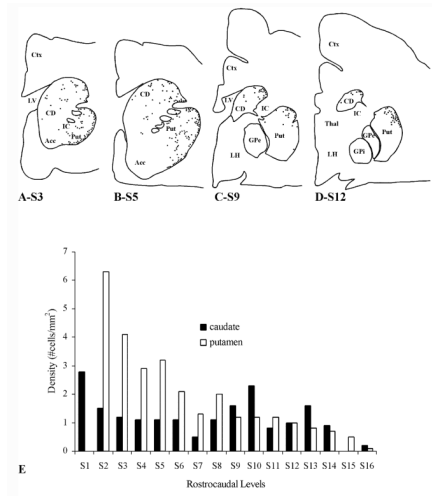 Ctx
LV
CD
IC
Put
Acc
A-S3
CD
Put
IC
Acc
B-S5
Ctx
LV
CD
IC
GPe
Put
LH
C-S9
Ctx
CD
IC
Thal
GPe
Put
GPi
LH
D-S12
Density (#cells/mm²)
7
6
5
4
3
2
1
0
caudate
putamen
S1 S2 S3 S4 S5 S6 S7 S8 S9 S10 S11 S12 S13 S14 S15 S16
E
Rostrocaudal Levels